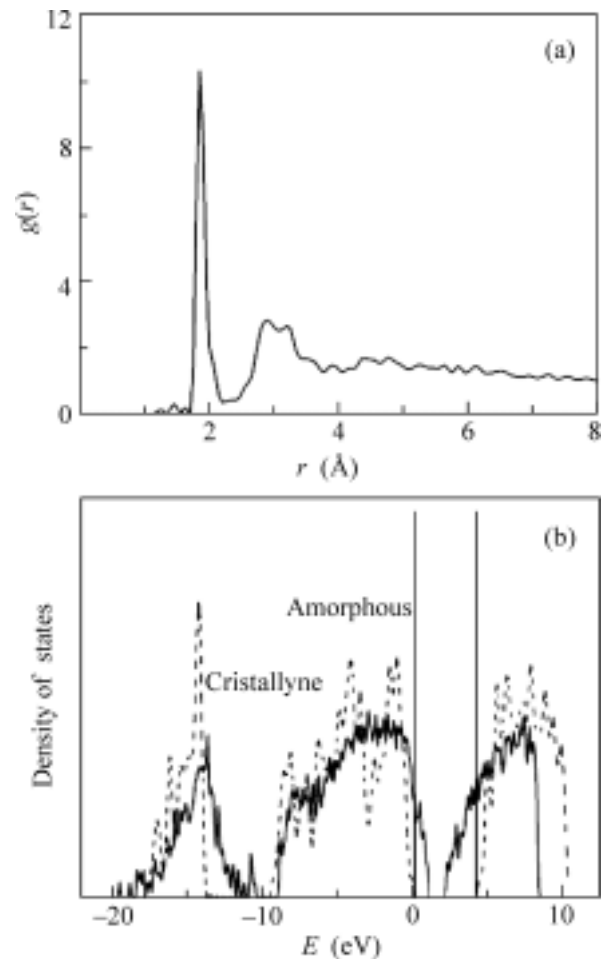 12
(a)
8
g(r)
4
0
2 4 6 8
r (Å)
(b)
Amorphous
Cristallyne
Density of states
−20 −10 0 10
E (eV)